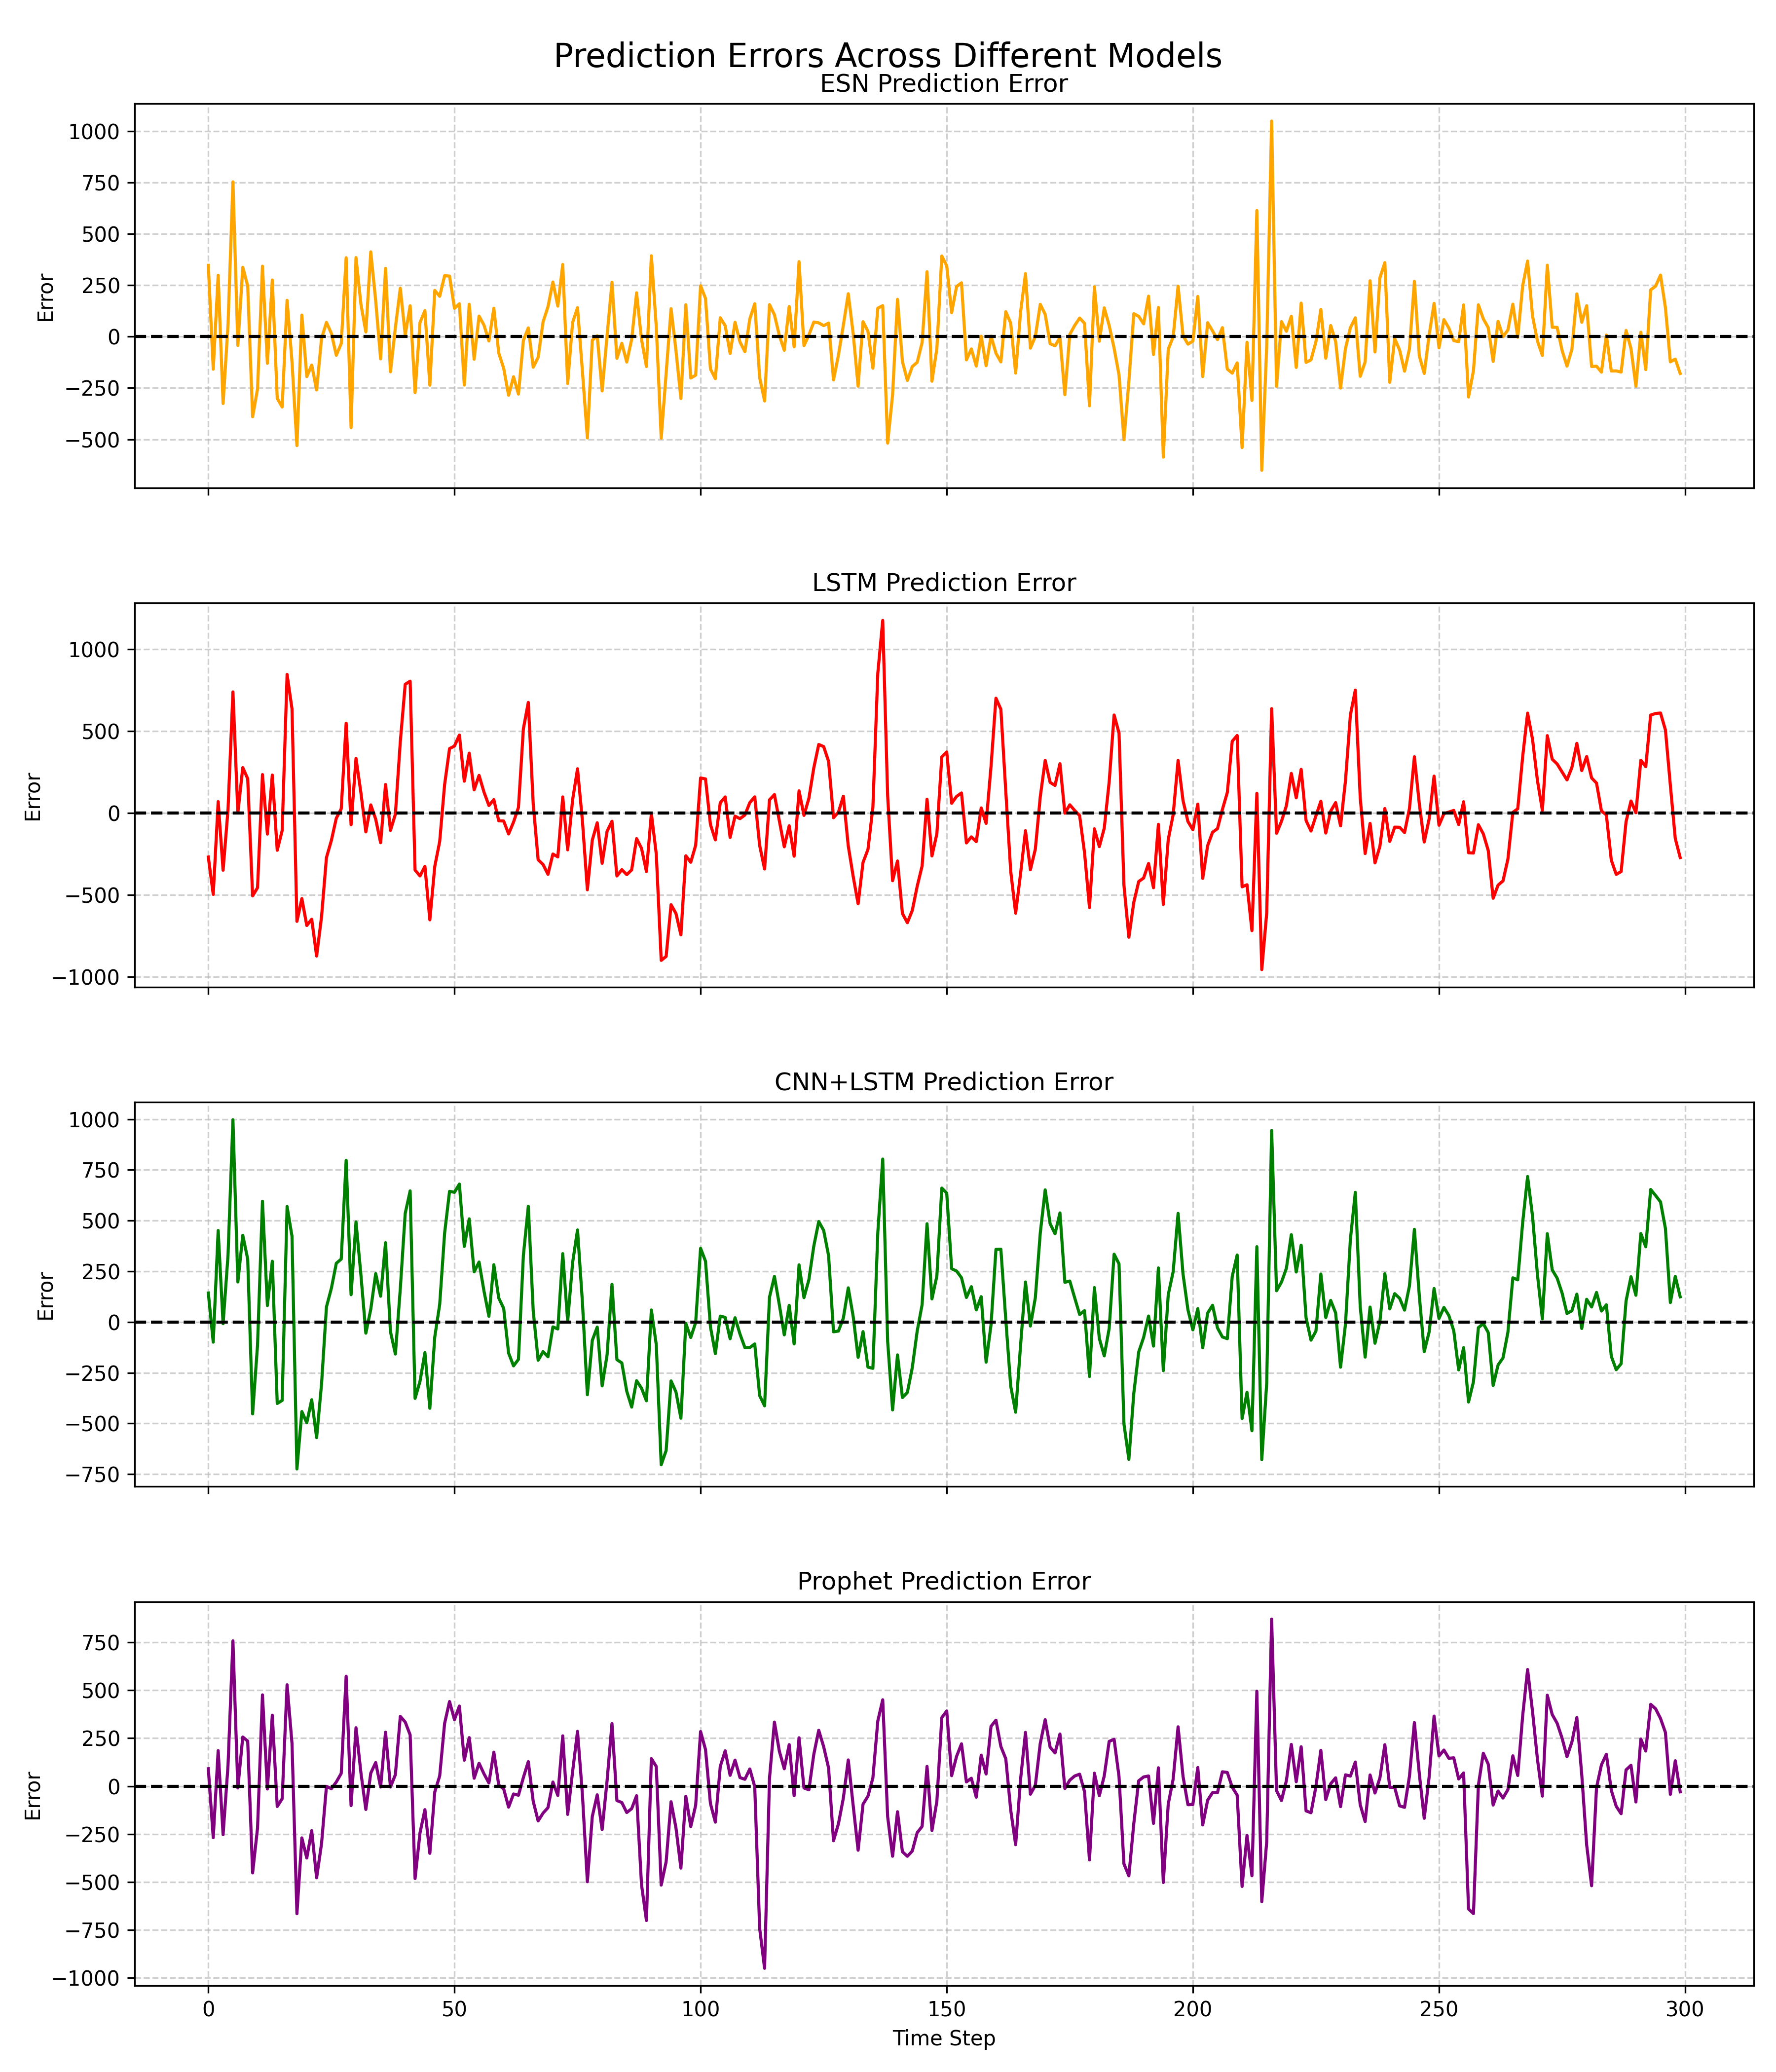 Prediction Errors Across Different Models
ESN Prediction Error
1000
750
500
250
0
−250
−500
Error
LSTM Prediction Error
1000
500
0
−500
−1000
Error
CNN+LSTM Prediction Error
1000
750
500
250
0
−250
−500
−750
Error
Prophet Prediction Error
750
500
250
0
−250
−500
−750
−1000
Error
0 50 100 150 200 250 300
Time Step